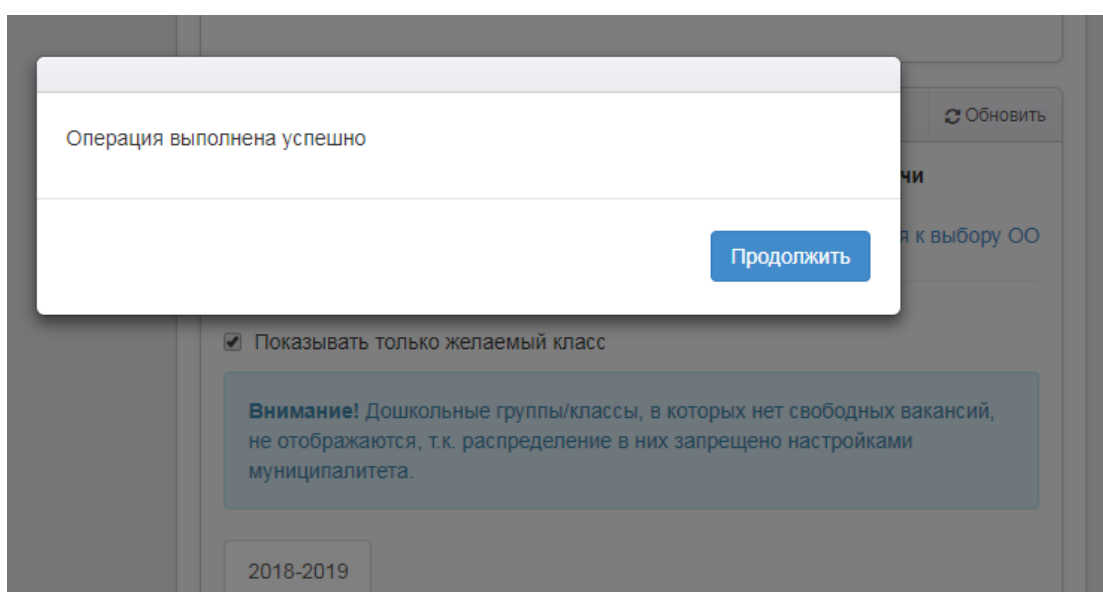 Операция выполнена успешно
Обновить
чи
я к выбору ОО
Продолжить
Показывать только желаемый класс
Внимание! Дошкольные группы/классы, в которых нет свободных вакансий,
не отображаются, т.к. распределение в них запрещено настройками
муниципалитета.
2018-2019